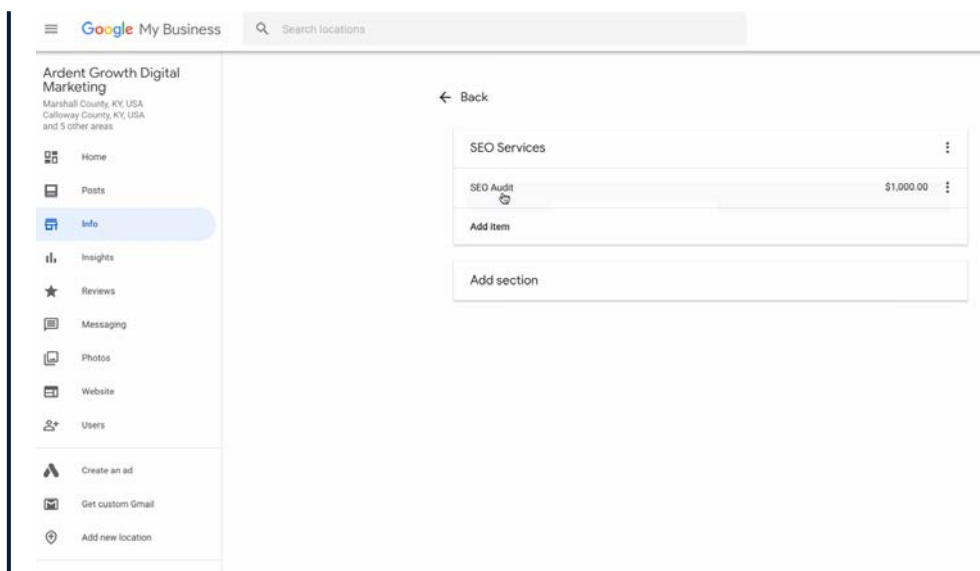 Google My Business
Search locations
Ardent Growth Digital
Marketing
Marshall County, KY, USA
Calloway County, KY, USA
and 5 other areas
Home
Posts
Info
Insights
Reviews
Messaging
Photos
Website
Users
Create an ad
Get custom Gmail
Add new location
Back
SEO Services
SEO Audit $1,000.00
Add item
Add section